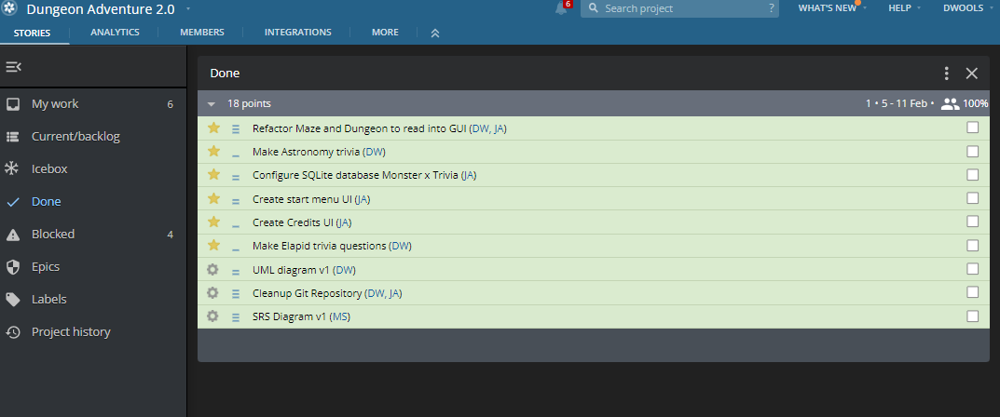 Dungeon Adventure 2.0
6
Search project
?
WHAT'S NEW
HELP
DWOOLS
STORIES
ANALYTICS
MEMBERS
INTEGRATIONS
MORE
My work 6
Current/backlog
Icebox
Done
Blocked 4
Epics
Labels
Project history
Done
18 points
1 • 5 - 11 Feb • 100%
Refactor Maze and Dungeon to read into GUI (DW, JA)
Make Astronomy trivia (DW)
Configure SQLite database Monster x Trivia (JA)
Create start menu UI (JA)
Create Credits UI (JA)
Make Elapid trivia questions (DW)
UML diagram v1 (DW)
Cleanup Git Repository (DW, JA)
SRS Diagram v1 (MS)